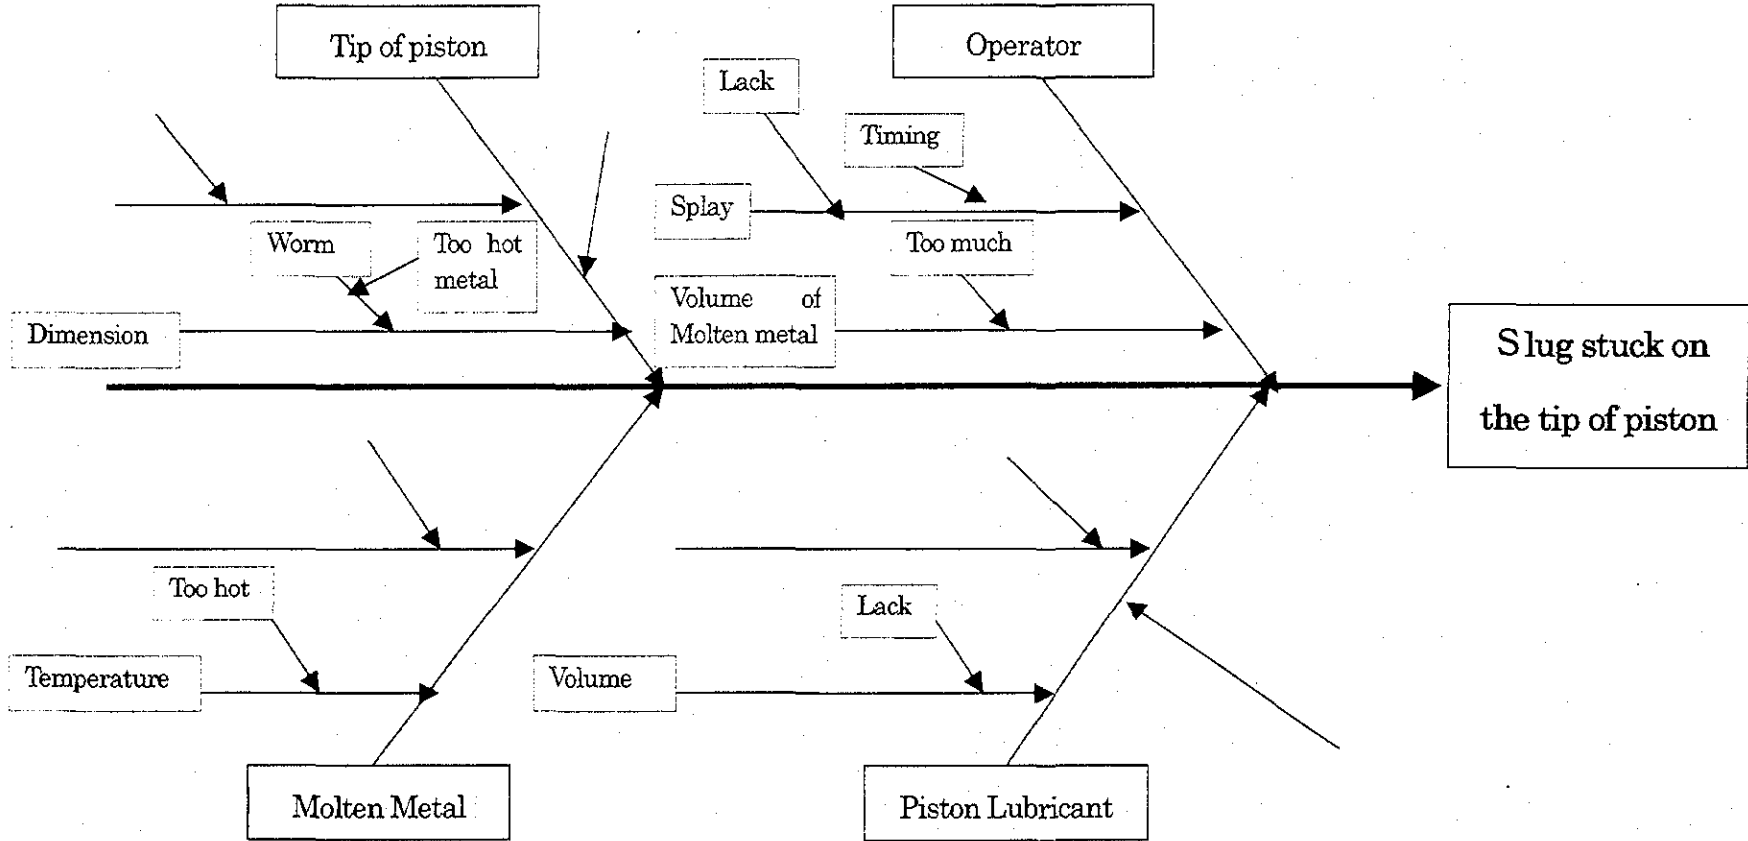 Tip of piston
Operator
Lack
Timing
Splay
Worm
Too hot
metal
Too much
Volume of
Molten metal
Dimension
S lug stuck on
the tip of piston
Too hot
Lack
Temperature
Volume
Molten Metal
Piston Lubricant